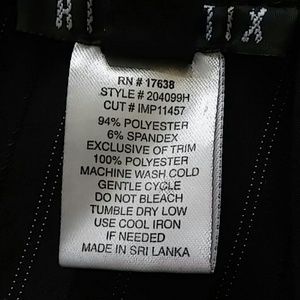 RN # 17638
STYLE # 204099H
CUT # IMP11457
94% POLYESTER
6% SPANDEX
EXCLUSIVE OF TRIM
100% POLYESTER
MACHINE WASH COLD
GENTLE CYCLE
DO NOT BLEACH
TUMBLE DRY LOW
USE COOL IRON
IF NEEDED
MADE IN SRI LANKA